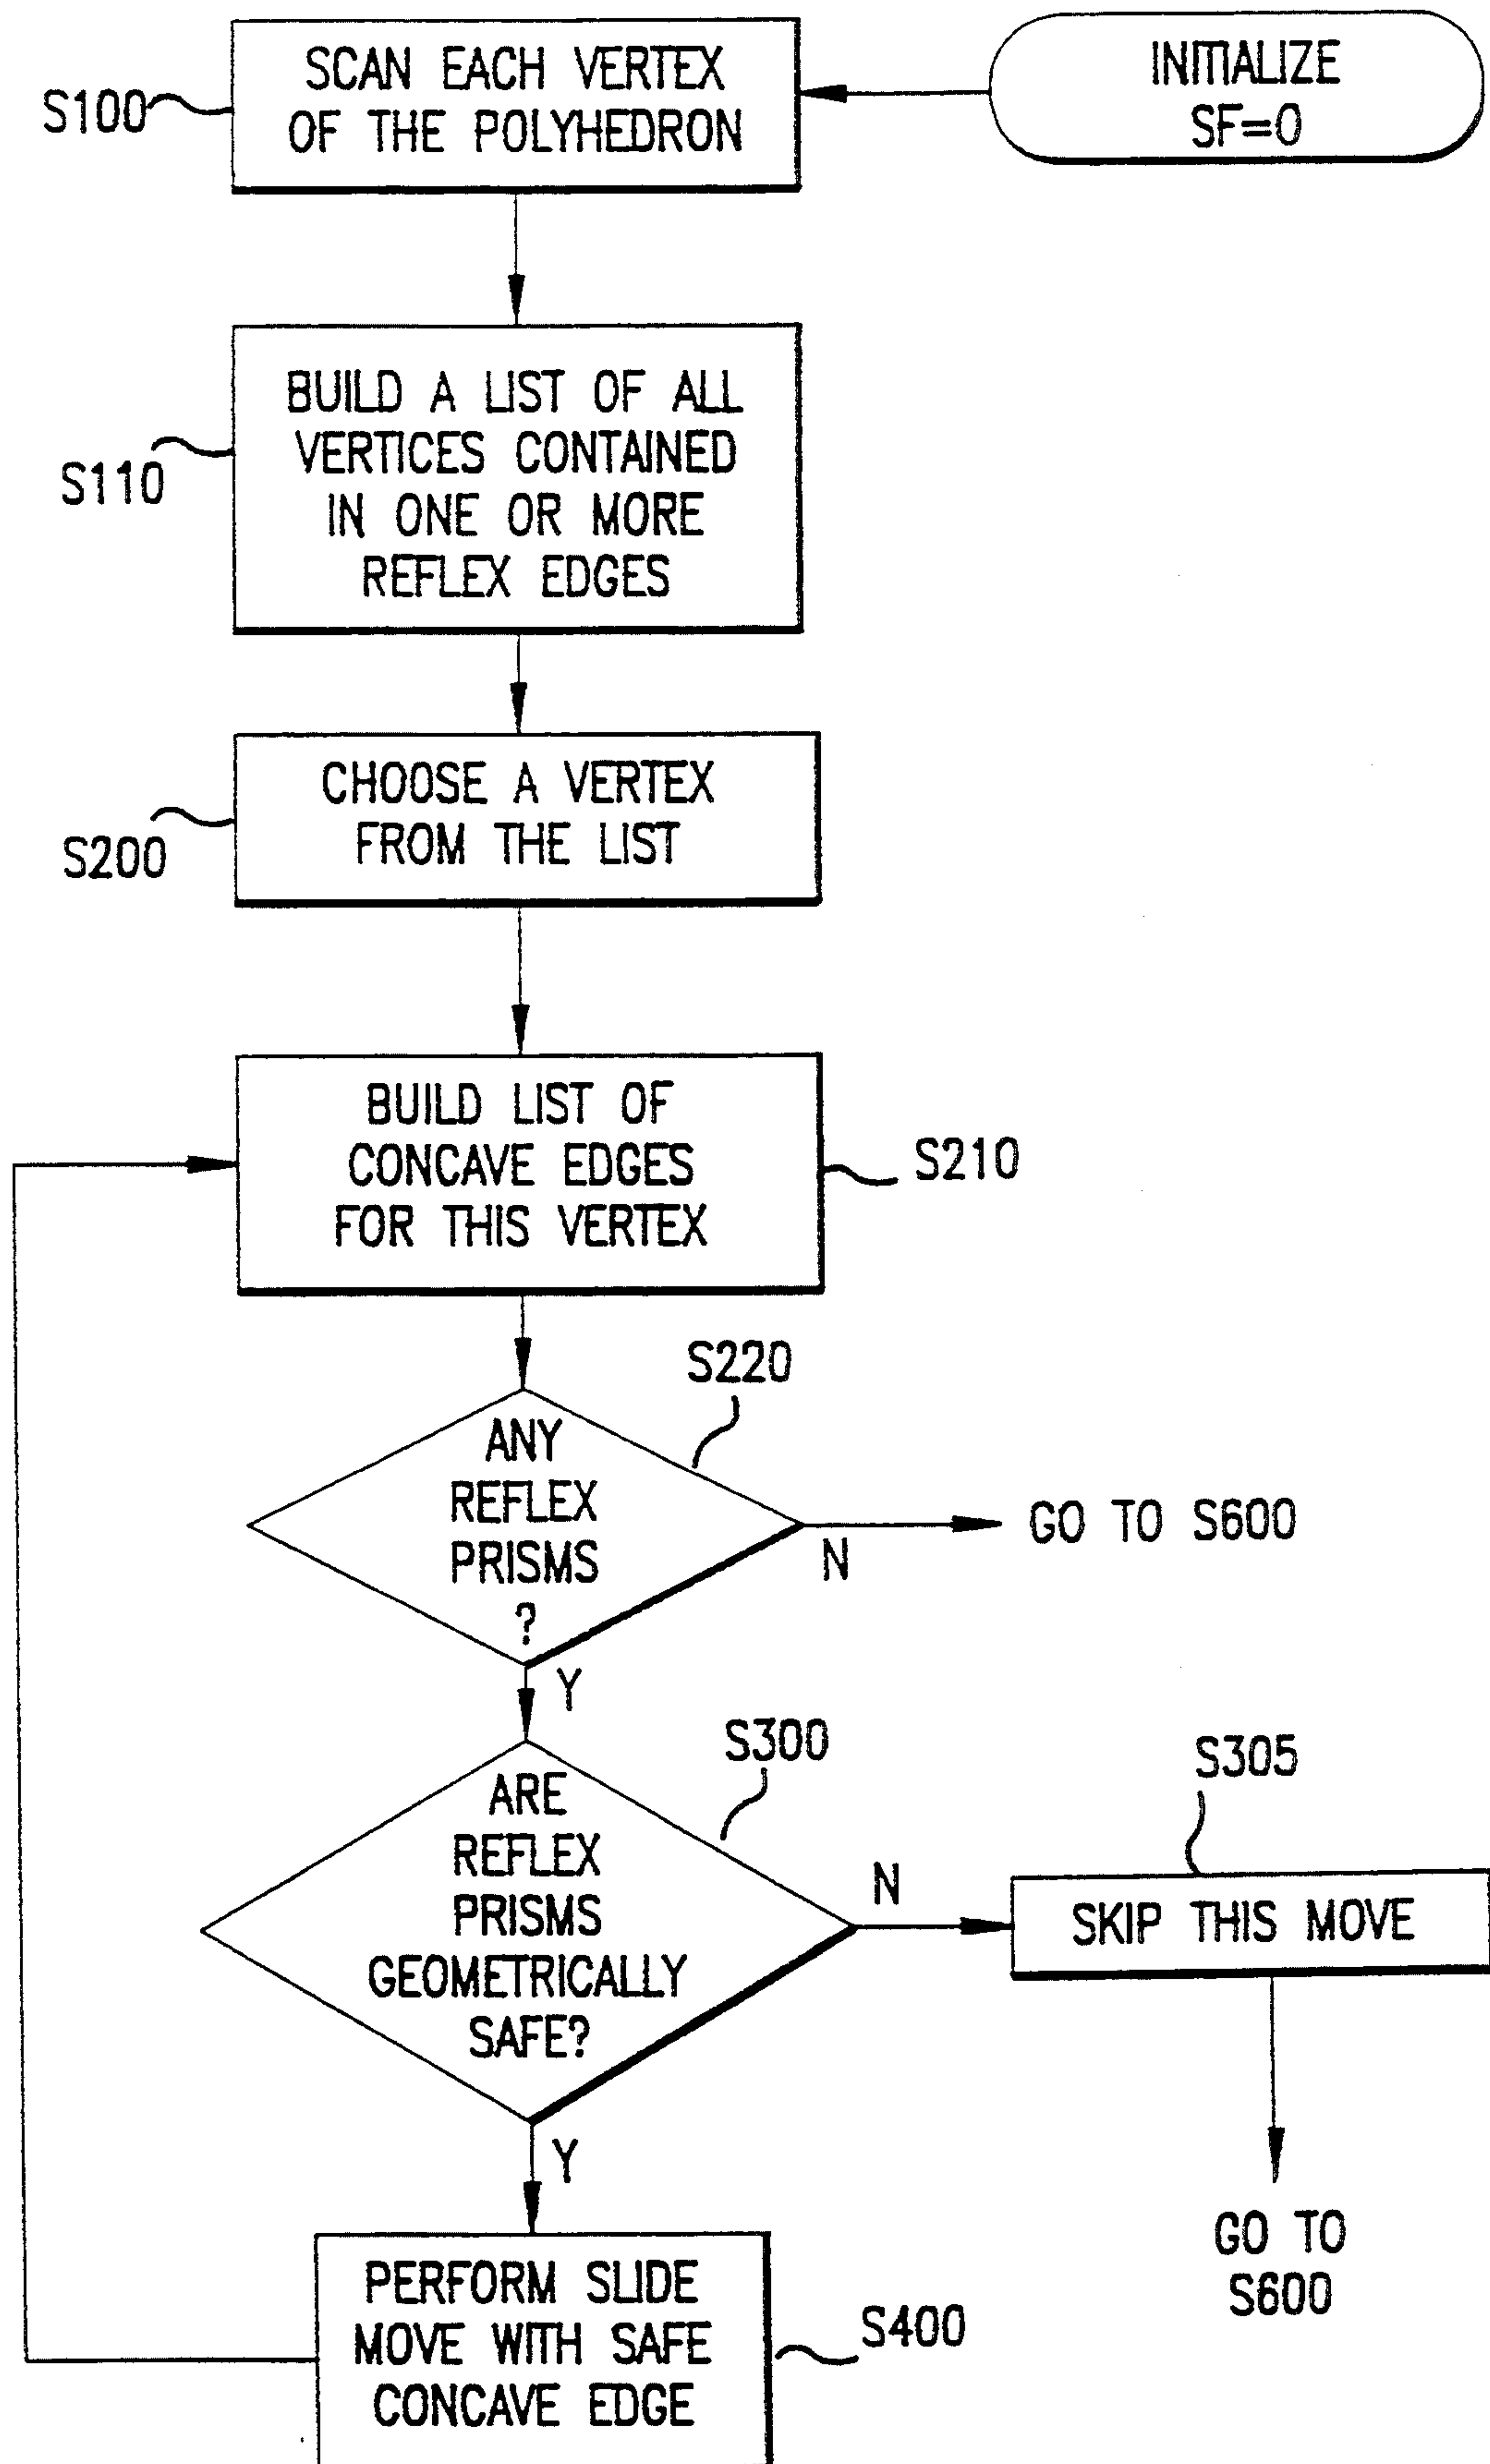 INITIALIZE
SF=0
SCAN EACH VERTEX
OF THE POLYHEDRON
S100
BUILD A LIST OF ALL
VERTICES CONTAINED
IN ONE OR MORE
REFLEX EDGES
S110
CHOOSE A VERTEX
FROM THE LIST
S200
BUILD LIST OF
CONCAVE EDGES
FOR THIS VERTEX
S210
S220
ANY
REFLEX
PRISMS
?
N
GO TO S600
Y
S300
ARE
REFLEX
PRISMS
GEOMETRICALLY
SAFE?
N
S305
SKIP THIS MOVE
GO TO
S600
Y
PERFORM SLIDE
MOVE WITH SAFE
CONCAVE EDGE
S400